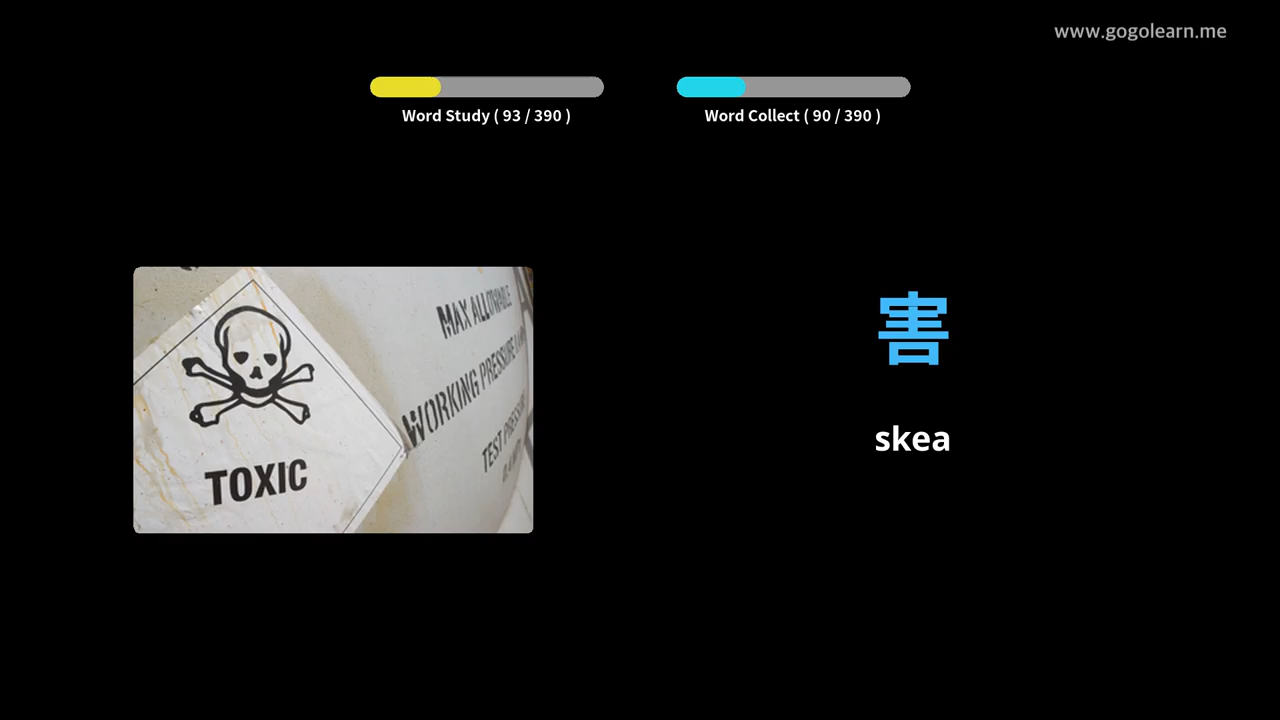 www.gogolearn.me
Word Study ( 93 / 390 )
Word Collect ( 90 / 390 )
MAX ALLOWABLE
WORKING PRESSURE
TEST PRESSURE
TOXIC
害
skea